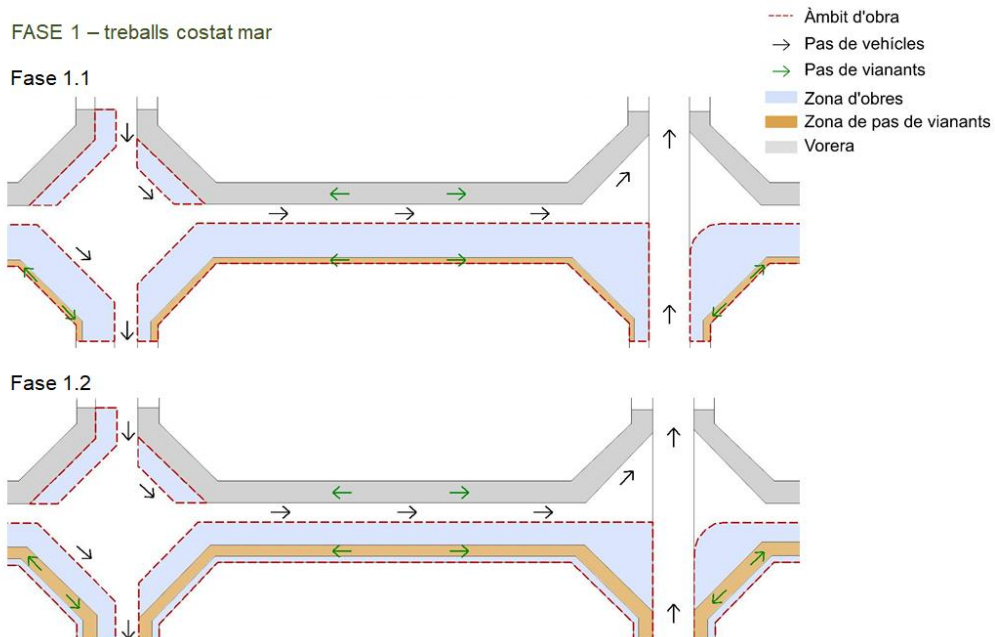 FASE 1 – treballs costat mar
Àmbit d'obra
Pas de vehícles
Pas de vianants
Zona d'obres
Zona de pas de vianants
Vorera
Fase 1.1
Fase 1.2